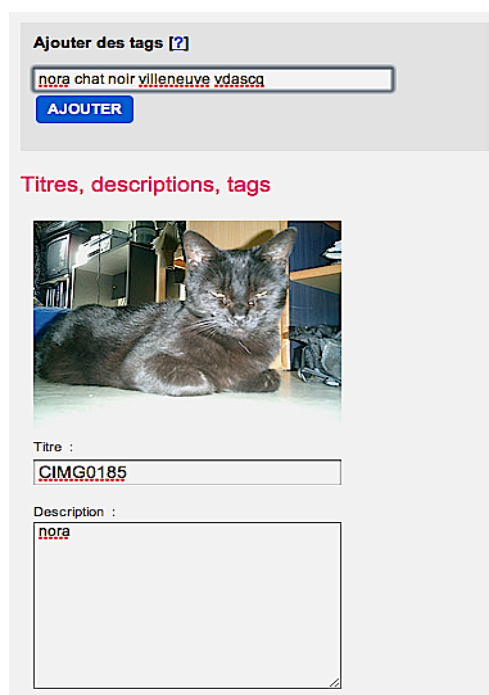 Ajouter des tags [?]
nora chat noir villeneuve vdascq
AJOUTER
Titres, descriptions, tags
Titre :
CIMG0185
Description :
nora